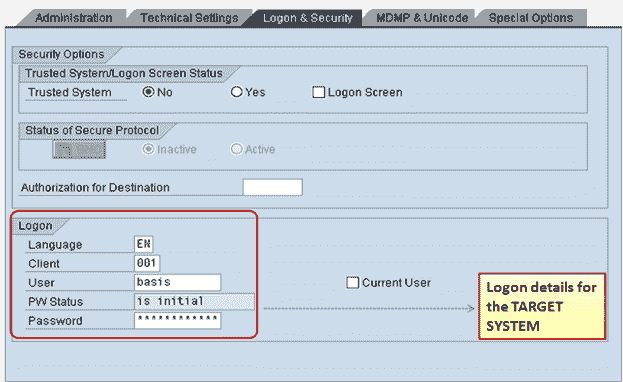 Administration Technical Settings Logon & Security MDMP & Unicode Special Options
Security Options
Trusted System/Logon Screen Status
Trusted System No Yes Logon Screen
Status of Secure Protocol
Inactive Active
Authorization for Destination
Logon
Language EN
Client 001
User basis
Current User
PW Status is initial
Password ************
Logon details for
the TARGET
SYSTEM